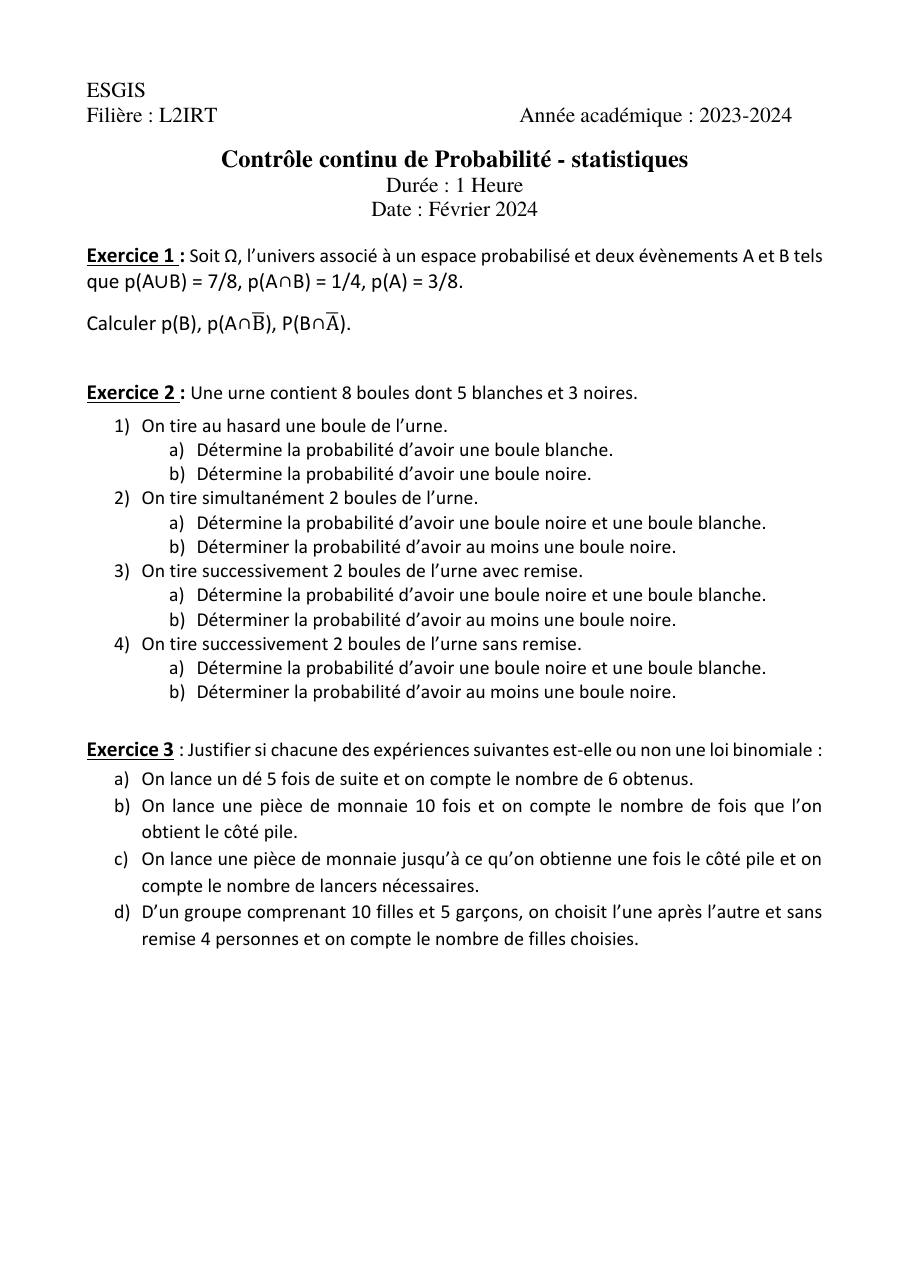 ESGIS
Filière : L2IRT Année académique : 2023-2024
Contrôle continu de Probabilité - statistiques
Durée : 1 Heure
Date : Février 2024
Exercice 1 : Soit Ω, l’univers associé à un espace probabilisé et deux évènements A et B tels
que p(A∪B) = 7/8, p(A∩B) = 1/4, p(A) = 3/8.
Calculer p(B), p(A∩B̅), P(B∩A̅).
Exercice 2 : Une urne contient 8 boules dont 5 blanches et 3 noires.
1) On tire au hasard une boule de l’urne.
a) Détermine la probabilité d’avoir une boule blanche.
b) Détermine la probabilité d’avoir une boule noire.
2) On tire simultanément 2 boules de l’urne.
a) Détermine la probabilité d’avoir une boule noire et une boule blanche.
b) Déterminer la probabilité d’avoir au moins une boule noire.
3) On tire successivement 2 boules de l’urne avec remise.
a) Détermine la probabilité d’avoir une boule noire et une boule blanche.
b) Déterminer la probabilité d’avoir au moins une boule noire.
4) On tire successivement 2 boules de l’urne sans remise.
a) Détermine la probabilité d’avoir une boule noire et une boule blanche.
b) Déterminer la probabilité d’avoir au moins une boule noire.
Exercice 3 : Justifier si chacune des expériences suivantes est-elle ou non une loi binomiale :
a) On lance un dé 5 fois de suite et on compte le nombre de 6 obtenus.
b) On lance une pièce de monnaie 10 fois et on compte le nombre de fois que l’on
obtient le côté pile.
c) On lance une pièce de monnaie jusqu’à ce qu’on obtienne une fois le côté pile et on
compte le nombre de lancers nécessaires.
d) D’un groupe comprenant 10 filles et 5 garçons, on choisit l’une après l’autre et sans
remise 4 personnes et on compte le nombre de filles choisies.